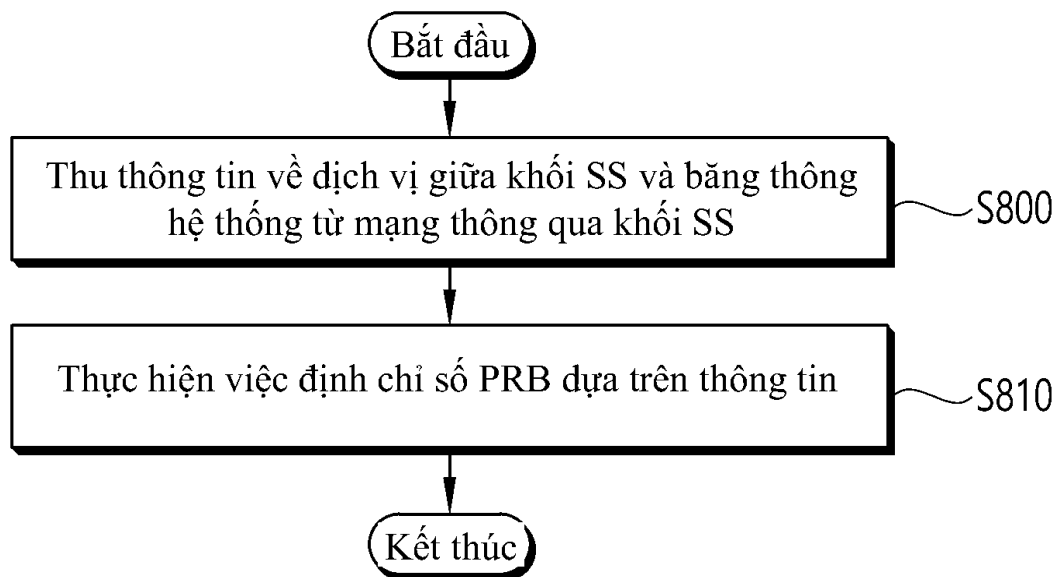 Bắt đầu
Thu thông tin về dịch vị giữa khối SS và băng thông
hệ thống từ mạng thông qua khối SS
S800
Thực hiện việc định chỉ số PRB dựa trên thông tin
S810
Kết thúc